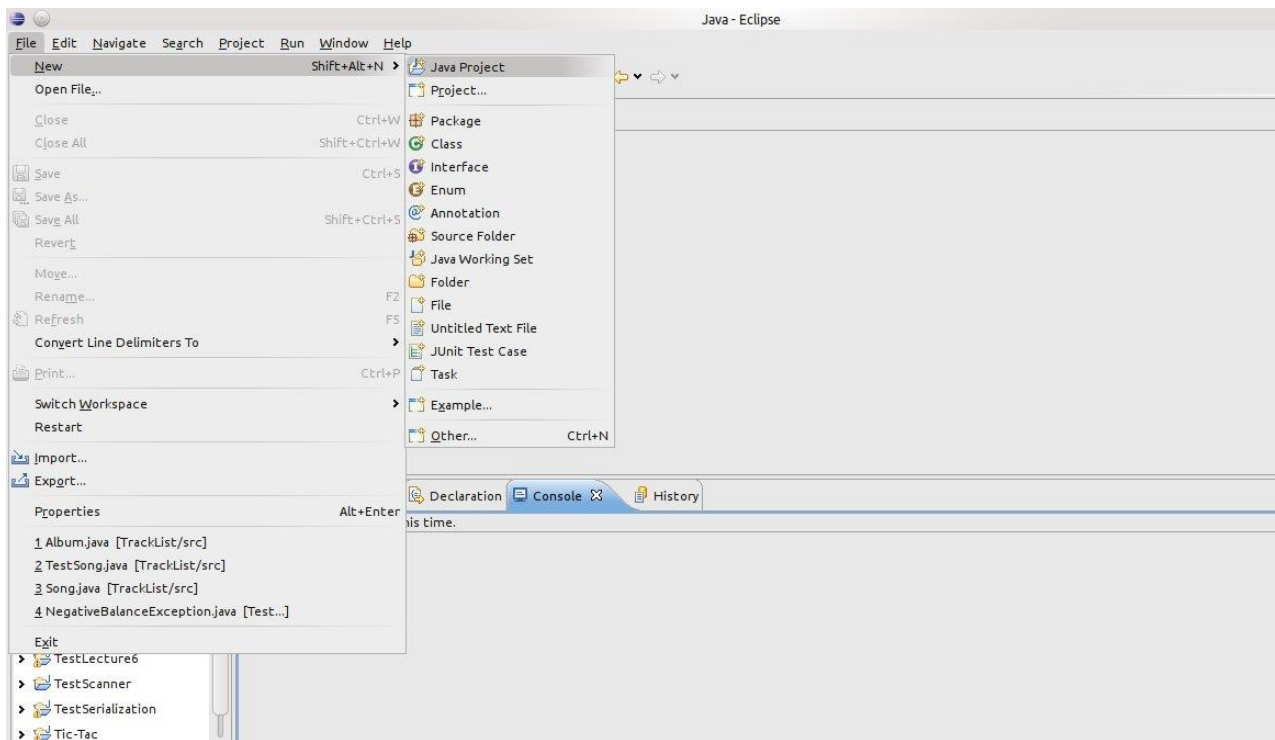 Java - Eclipse
File Edit Navigate Search Project Run Window Help
New Shift+Alt+N
Open File...
Close Ctrl+W
Close All Shift+Ctrl+W
Save Ctrl+S
Save As...
Save All Shift+Ctrl+S
Revert
Move...
Rename... F2
Refresh F5
Convert Line Delimiters To
Print... Ctrl+P
Switch Workspace
Restart
Import...
Export...
Properties Alt+Enter
1 Album.java [TrackList/src]
2 TestSong.java [TrackList/src]
3 Song.java [TrackList/src]
4 NegativeBalanceException.java [Test...]
Exit
Java Project
Project...
Package
Class
Interface
Enum
Annotation
Source Folder
Java Working Set
Folder
File
Untitled Text File
JUnit Test Case
Task
Example...
Other... Ctrl+N
Declaration Console History
his time.
TestLecture6
TestScanner
TestSerialization
Tic-Tac